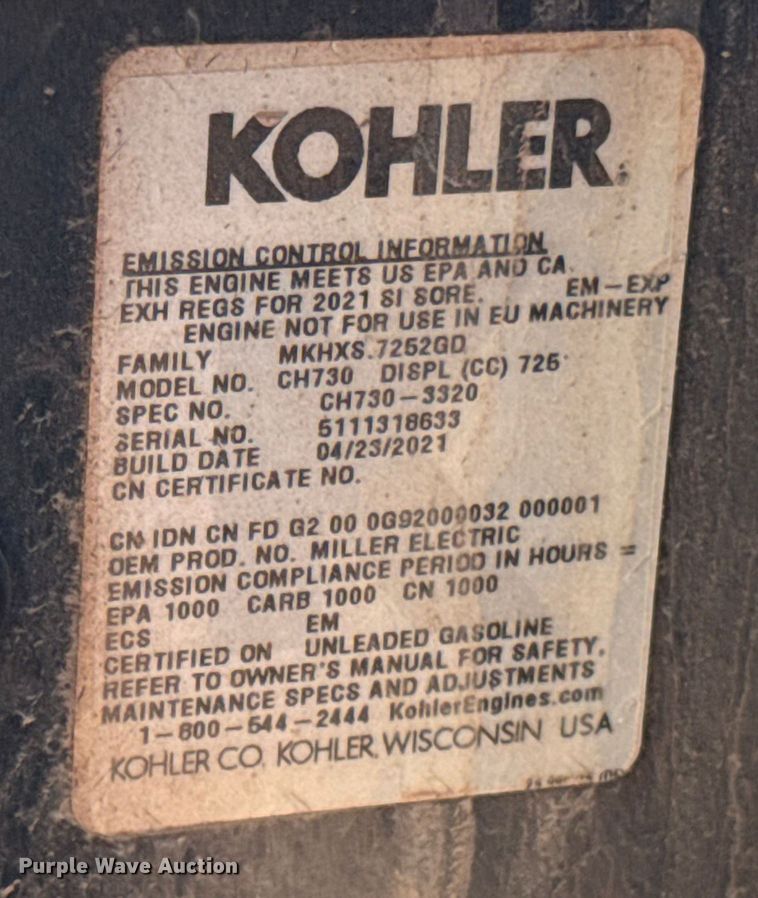 KOHLER
EMISSION CONTROL INFORMATION
THIS ENGINE MEETS US EPA AND CA
EXH REGS FOR 2021 SI SORE. EM-EXP
ENGINE NOT FOR USE IN EU MACHINERY
FAMILY MKHXS.7252GD
MODEL NO. CH730 DISPL (CC) 725
SPEC NO. CH730-3320
SERIAL NO. 5111318633
BUILD DATE 04/23/2021
CN CERTIFICATE NO.
CN IDN CN FD G2 00 0G92000032 000001
OEM PROD. NO. MILLER ELECTRIC
EMISSION COMPLIANCE PERIOD IN HOURS =
EPA 1000 CARB 1000 CN 1000
ECS EM
CERTIFIED ON UNLEADED GASOLINE
REFER TO OWNER'S MANUAL FOR SAFETY,
MAINTENANCE SPECS AND ADJUSTMENTS
1-800-544-2444 KohlerEngines.com
KOHLER CO. KOHLER, WISCONSIN USA
Purple Wave Auction